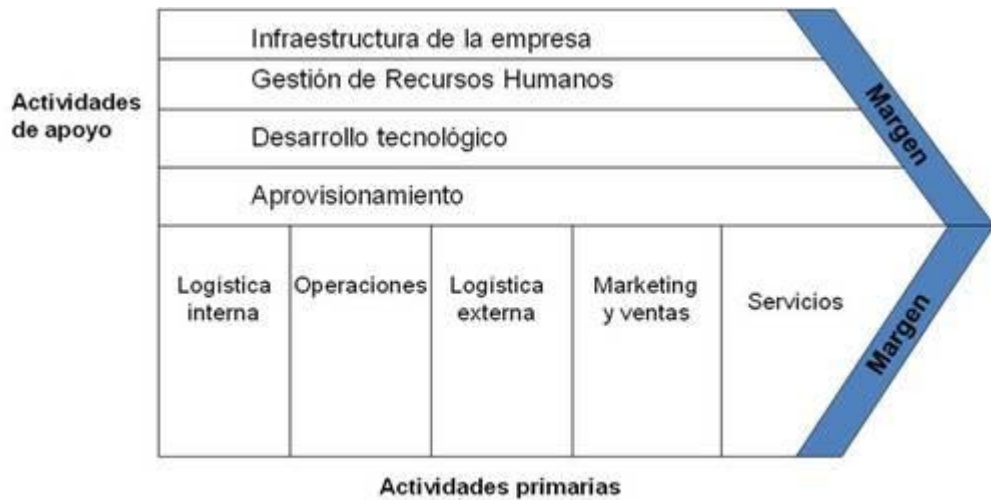 Infraestructura de la empresa
Gestión de Recursos Humanos
Actividades
de apoyo
Desarrollo tecnológico
Aprovisionamiento
Margen
Logística
interna
Operaciones
Logística
externa
Marketing
y ventas
Servicios
Margen
Actividades primarias